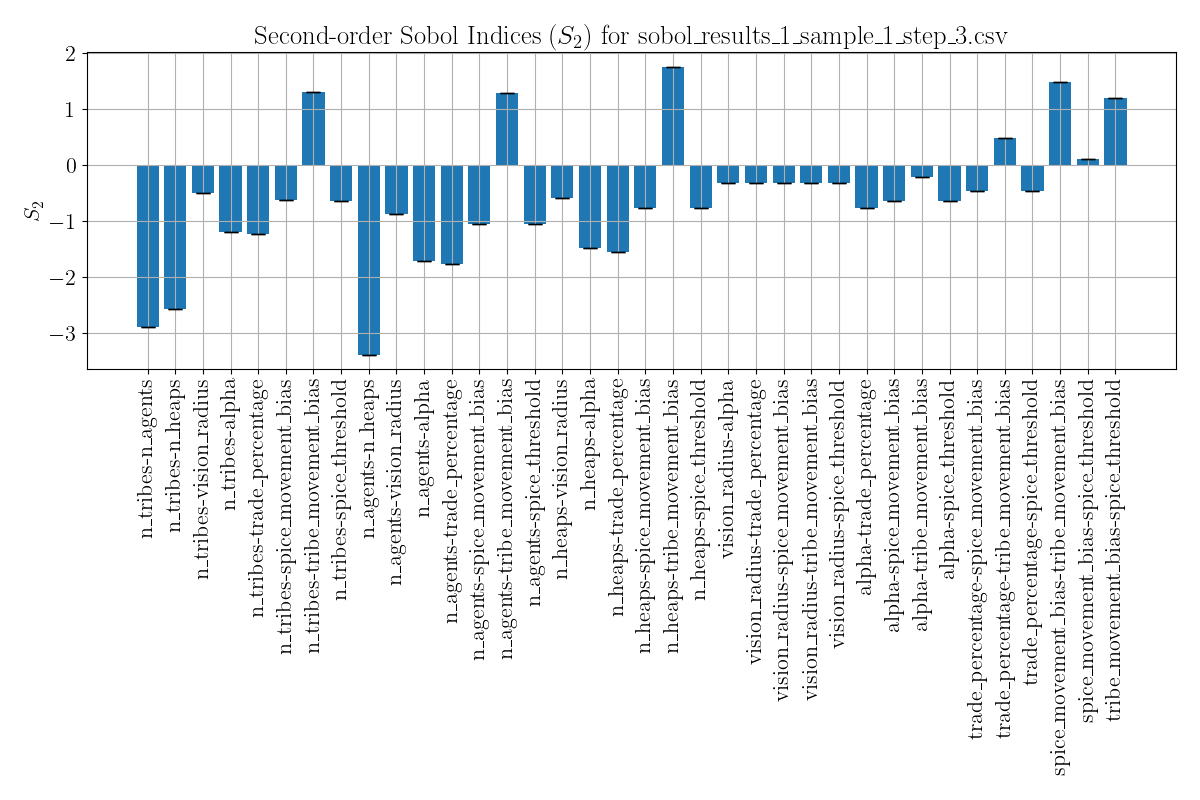 Second-order Sobol Indices (S₂) for sobol_results_1_sample_1_step_3.csv
S₂
2
1
0
−1
−2
−3
n_tribes-n_agents
n_tribes-n_heaps
n_tribes-vision_radius
n_tribes-alpha
n_tribes-trade_percentage
n_tribes-spice_movement_bias
n_tribes-tribe_movement_bias
n_tribes-spice_threshold
n_agents-n_heaps
n_agents-vision_radius
n_agents-alpha
n_agents-trade_percentage
n_agents-spice_movement_bias
n_agents-tribe_movement_bias
n_agents-spice_threshold
n_heaps-vision_radius
n_heaps-alpha
n_heaps-trade_percentage
n_heaps-spice_movement_bias
n_heaps-tribe_movement_bias
n_heaps-spice_threshold
vision_radius-alpha
vision_radius-trade_percentage
vision_radius-spice_movement_bias
vision_radius-tribe_movement_bias
vision_radius-spice_threshold
alpha-trade_percentage
alpha-spice_movement_bias
alpha-tribe_movement_bias
alpha-spice_threshold
trade_percentage-spice_movement_bias
trade_percentage-tribe_movement_bias
trade_percentage-spice_threshold
spice_movement_bias-tribe_movement_bias
spice_movement_bias-spice_threshold
tribe_movement_bias-spice_threshold